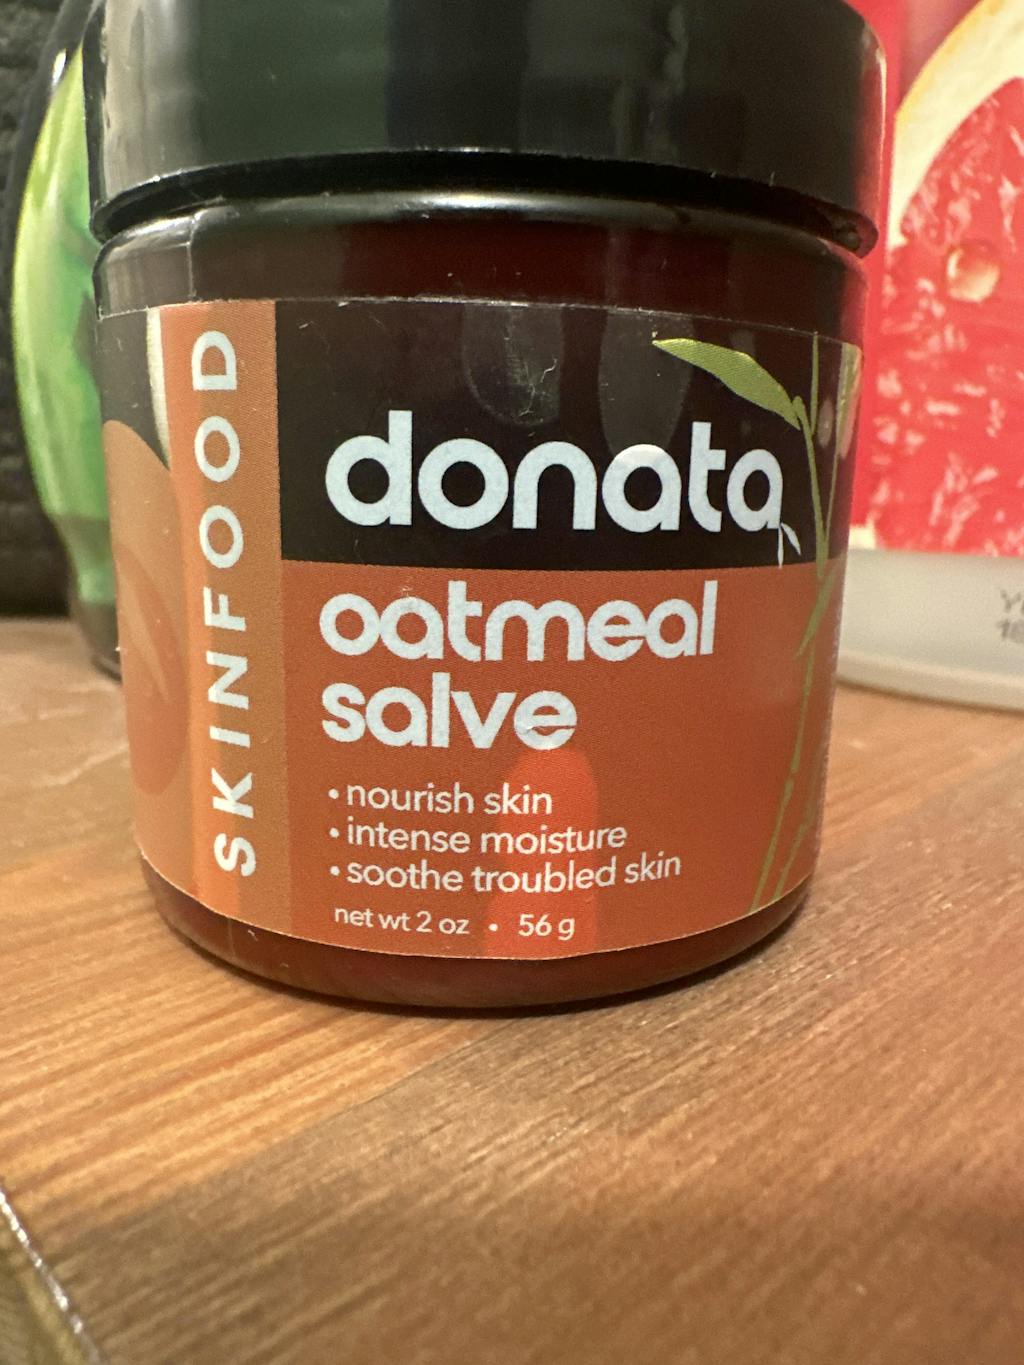 SKINFOOD
donata
oatmeal
salve
• nourish skin
• intense moisture
• soothe troubled skin
net wt 2 oz • 56 g